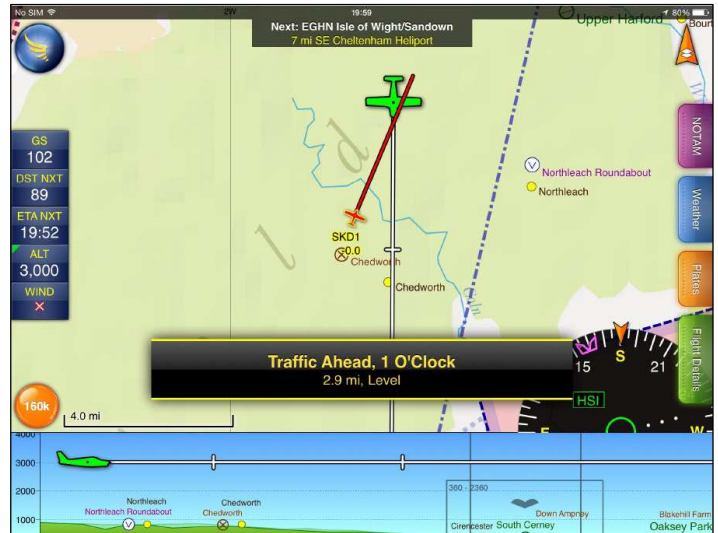 No SIM
2W
19:59
80%
Next: EGHN Isle of Wight/Sandown
7 mi SE Cheltenham Heliport
Upper Harford
GS
102
DST NXT
89
ETA NXT
19:52
ALT
3,000
WIND
NOTAM
Weather
Plates
Flight Details
l
d
Northleach Roundabout
Northleach
SKD1
Chedworth
Chedworth
Coln
Traffic Ahead, 1 O'Clock
2.9 mi, Level
15
S
21
HSI
E
W
160k
4.0 mi
4000
3000
2000
1000
360 - 2360
Northleach
Northleach Roundabout
Chedworth
Chedworth
Down Ampney
Cirencester
South Cerney
Blakehill Farm
Oaksey Park